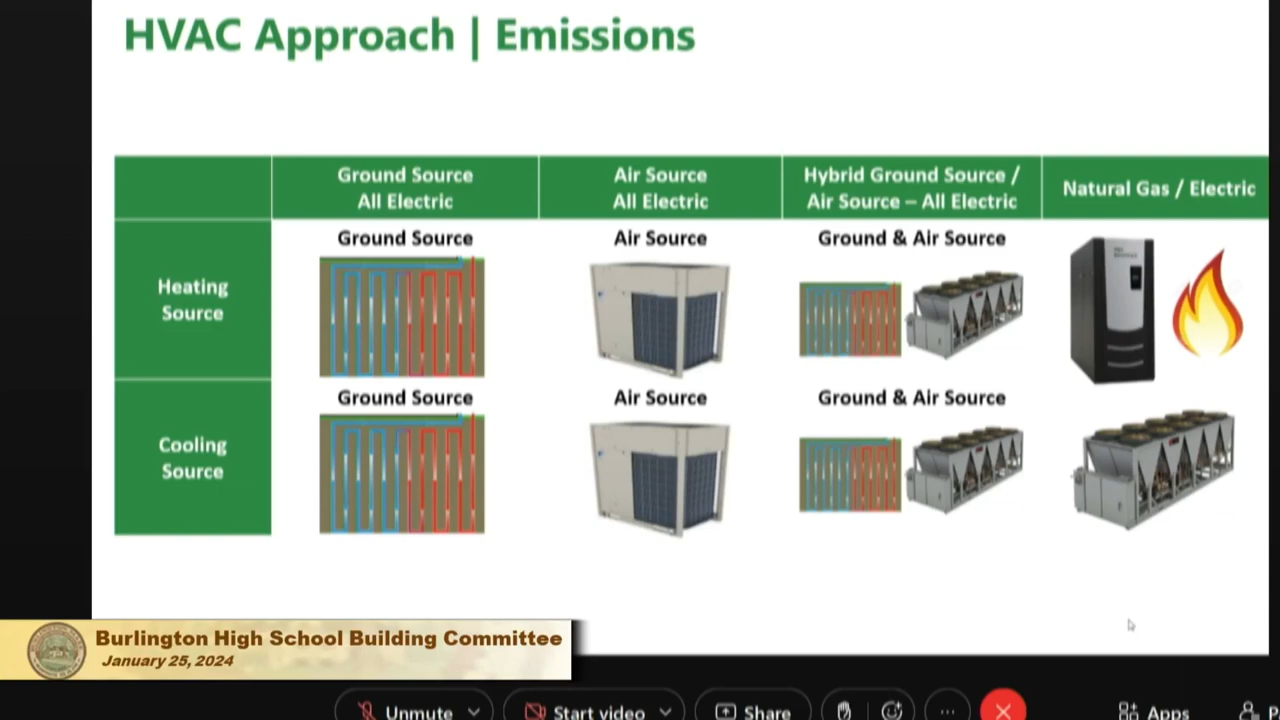 HVAC Approach | Emissions
Ground Source
All Electric
Air Source
All Electric
Hybrid Ground Source /
Air Source – All Electric
Natural Gas / Electric
Heating
Source
Ground Source
Air Source
Ground & Air Source
Cooling
Source
Ground Source
Air Source
Ground & Air Source
Burlington High School Building Committee
January 25, 2024
Unmute
Start video
Share
Apps